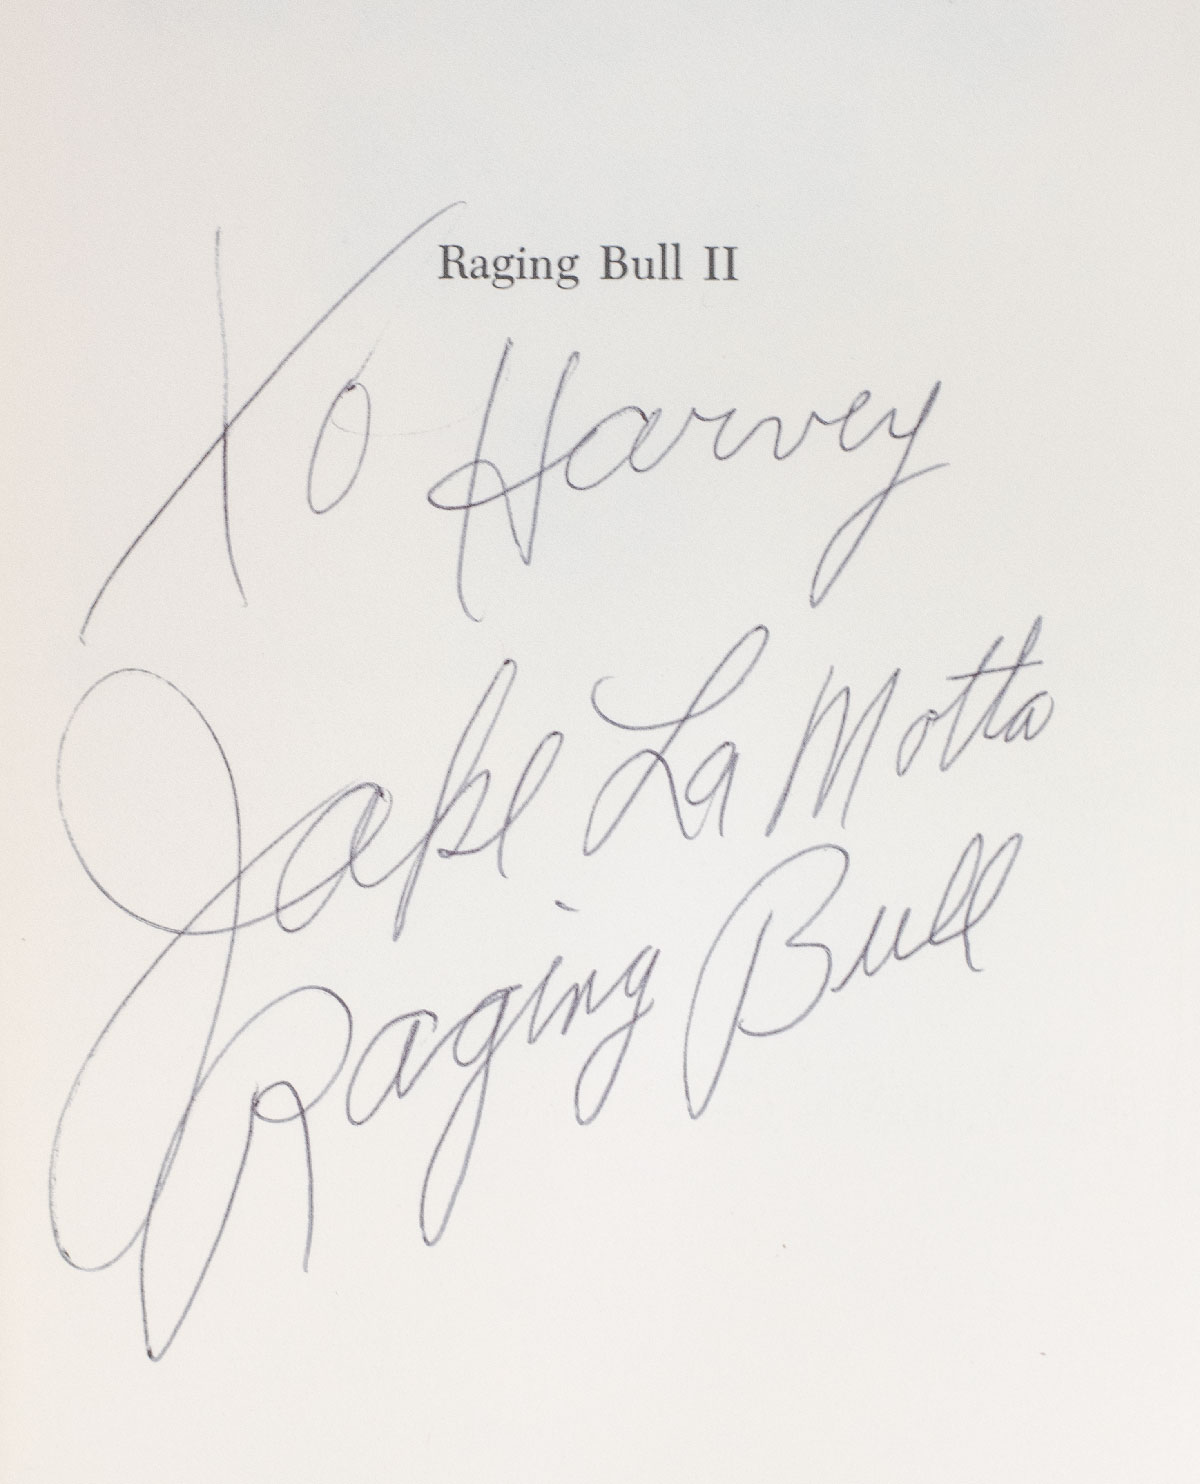 Raging Bull II
To Harvey
Jake La Motta
Raging Bull